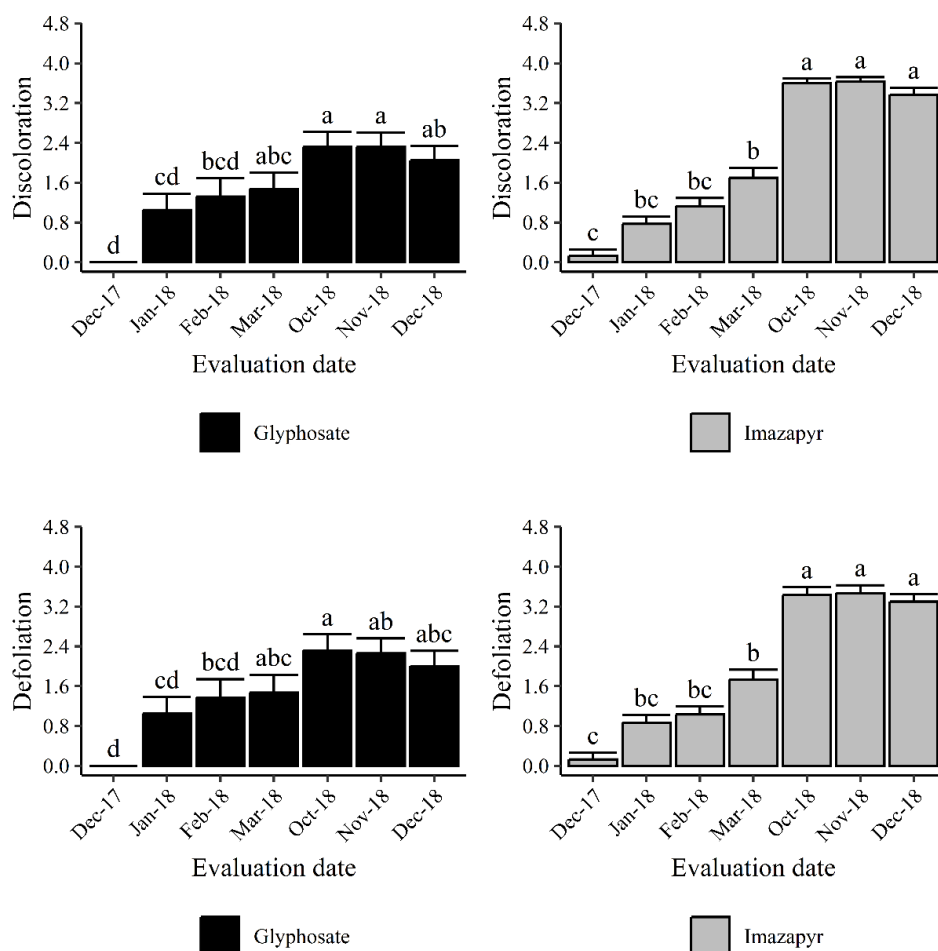 Discoloration
4.8
4.0
3.2
2.4
1.6
0.8
0.0
d
cd
bcd
abc
a
a
ab
Dec-17
Jan-18
Feb-18
Mar-18
Oct-18
Nov-18
Dec-18
Evaluation date
Glyphosate
Discoloration
4.8
4.0
3.2
2.4
1.6
0.8
0.0
c
bc
bc
b
a
a
a
Dec-17
Jan-18
Feb-18
Mar-18
Oct-18
Nov-18
Dec-18
Evaluation date
Imazapyr
Defoliation
4.8
4.0
3.2
2.4
1.6
0.8
0.0
d
cd
bcd
abc
a
ab
abc
Dec-17
Jan-18
Feb-18
Mar-18
Oct-18
Nov-18
Dec-18
Evaluation date
Glyphosate
Defoliation
4.8
4.0
3.2
2.4
1.6
0.8
0.0
c
bc
bc
b
a
a
a
Dec-17
Jan-18
Feb-18
Mar-18
Oct-18
Nov-18
Dec-18
Evaluation date
Imazapyr